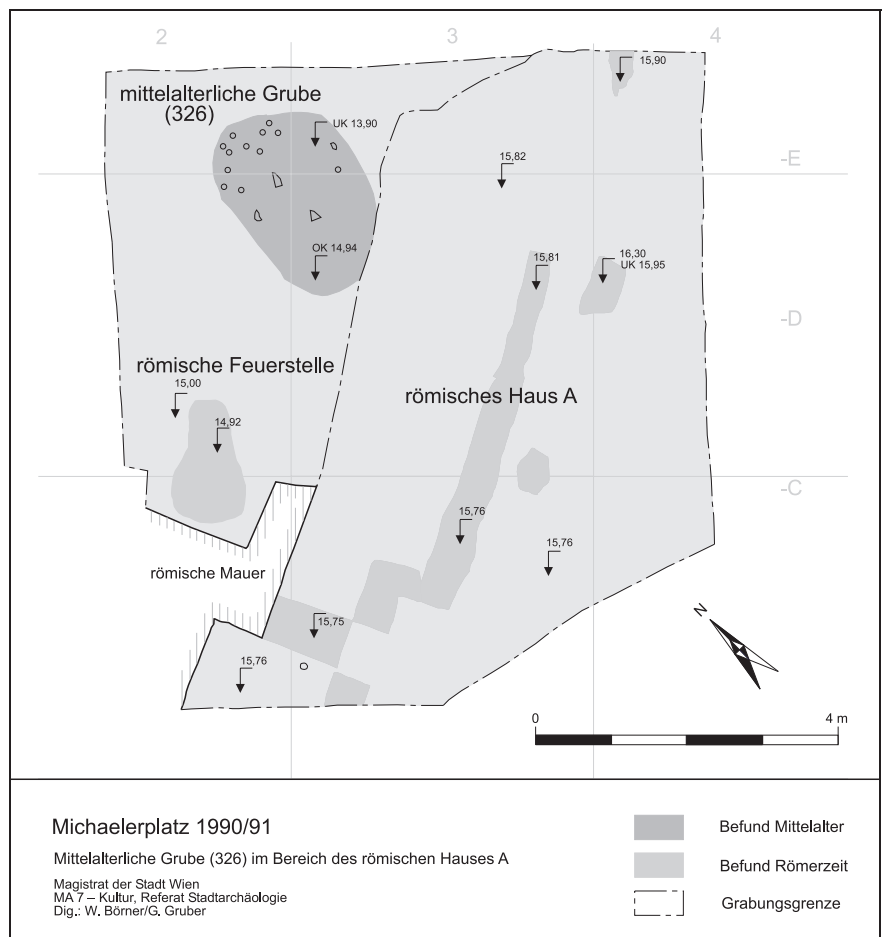 2 3 4
15,90
mittelalterliche Grube
(326)
UK 13,90
15,82
-E
OK 14,94
15,81
16,30
UK 15,95
-D
römische Feuerstelle
15,00
römisches Haus A
14,92
-C
15,76
15,76
römische Mauer
15,75
N
15,76
0 4 m
Michaelerplatz 1990/91
Mittelalterliche Grube (326) im Bereich des römischen Hauses A
Magistrat der Stadt Wien
MA 7 – Kultur, Referat Stadtarchäologie
Dig.: W. Börner/G. Gruber
Befund Mittelalter
Befund Römerzeit
Grabungsgrenze